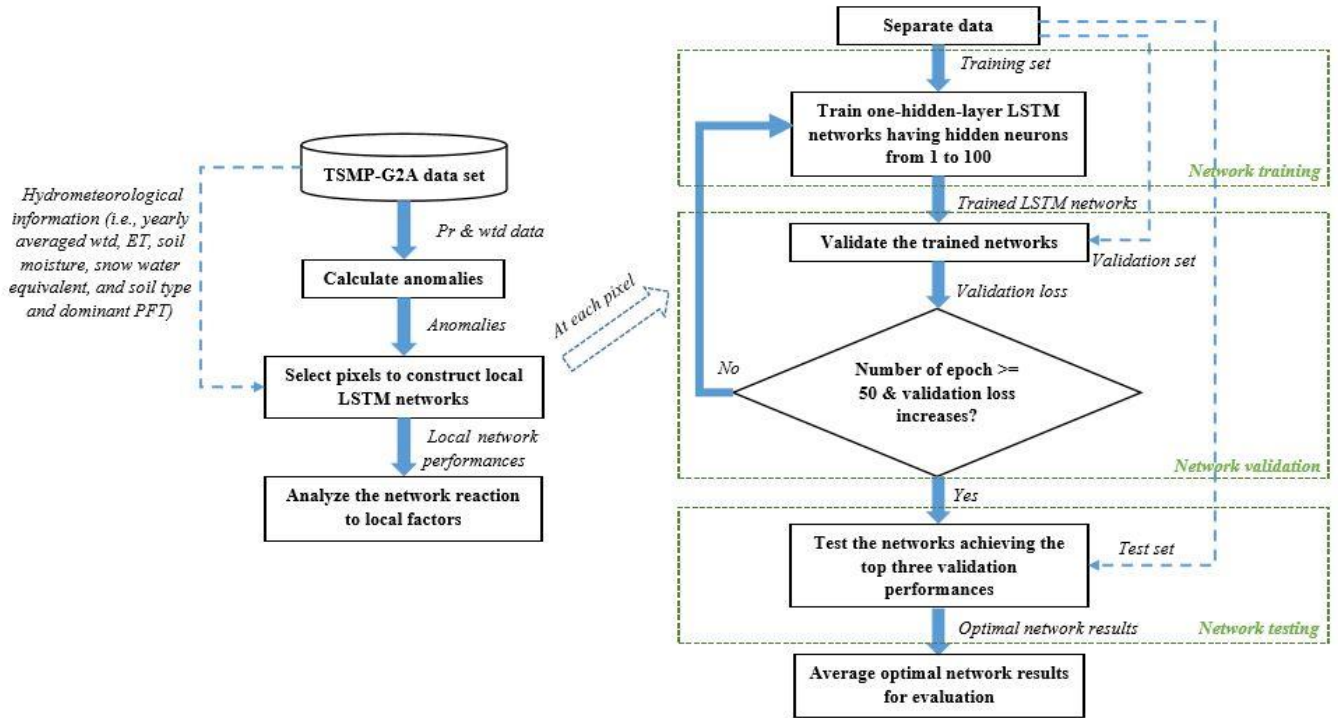 TSMP-G2A data set
Hydrometeorological
information (i.e., yearly
averaged wtd, ET, soil
moisture, snow water
equivalent, and soil type
and dominant PFT)
Pr & wtd data
Calculate anomalies
Anomalies
Select pixels to construct local
LSTM networks
Local network
performances
Analyze the network reaction
to local factors
At each pixel
Separate data
Training set
Train one-hidden-layer LSTM
networks having hidden neurons
from 1 to 100
Network training
Trained LSTM networks
Validate the trained networks
Validation set
Validation loss
No
Number of epoch >=
50 & validation loss
increases?
Network validation
Yes
Test the networks achieving the
top three validation
performances
Test set
Optimal network results
Network testing
Average optimal network results
for evaluation